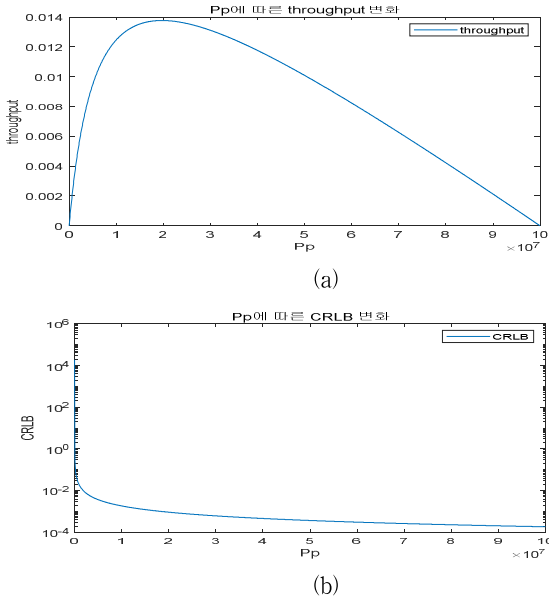 Pp에 따른 throughput 변화
throughput
throughput
0.014
0.012
0.01
0.008
0.006
0.004
0.002
0
0 1 2 3 4 5 6 7 8 9 10
Pp
×10^7
(a)
Pp에 따른 CRLB 변화
CRLB
CRLB
10^6
10^4
10^2
10^0
10^-2
10^-4
0 1 2 3 4 5 6 7 8 9 10
Pp
×10^7
(b)